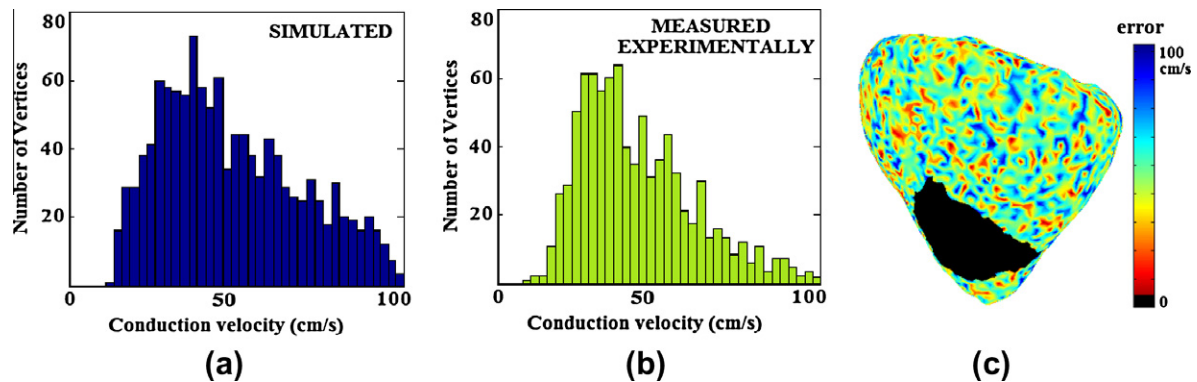 80
60
40
20
0
50
100
Number of Vertices
SIMULATED
Conduction velocity (cm/s)
(a)
80
60
40
20
0
50
100
Number of Vertices
MEASURED
EXPERIMENTALLY
Conduction velocity (cm/s)
(b)
error
100
cm/s
0
(c)